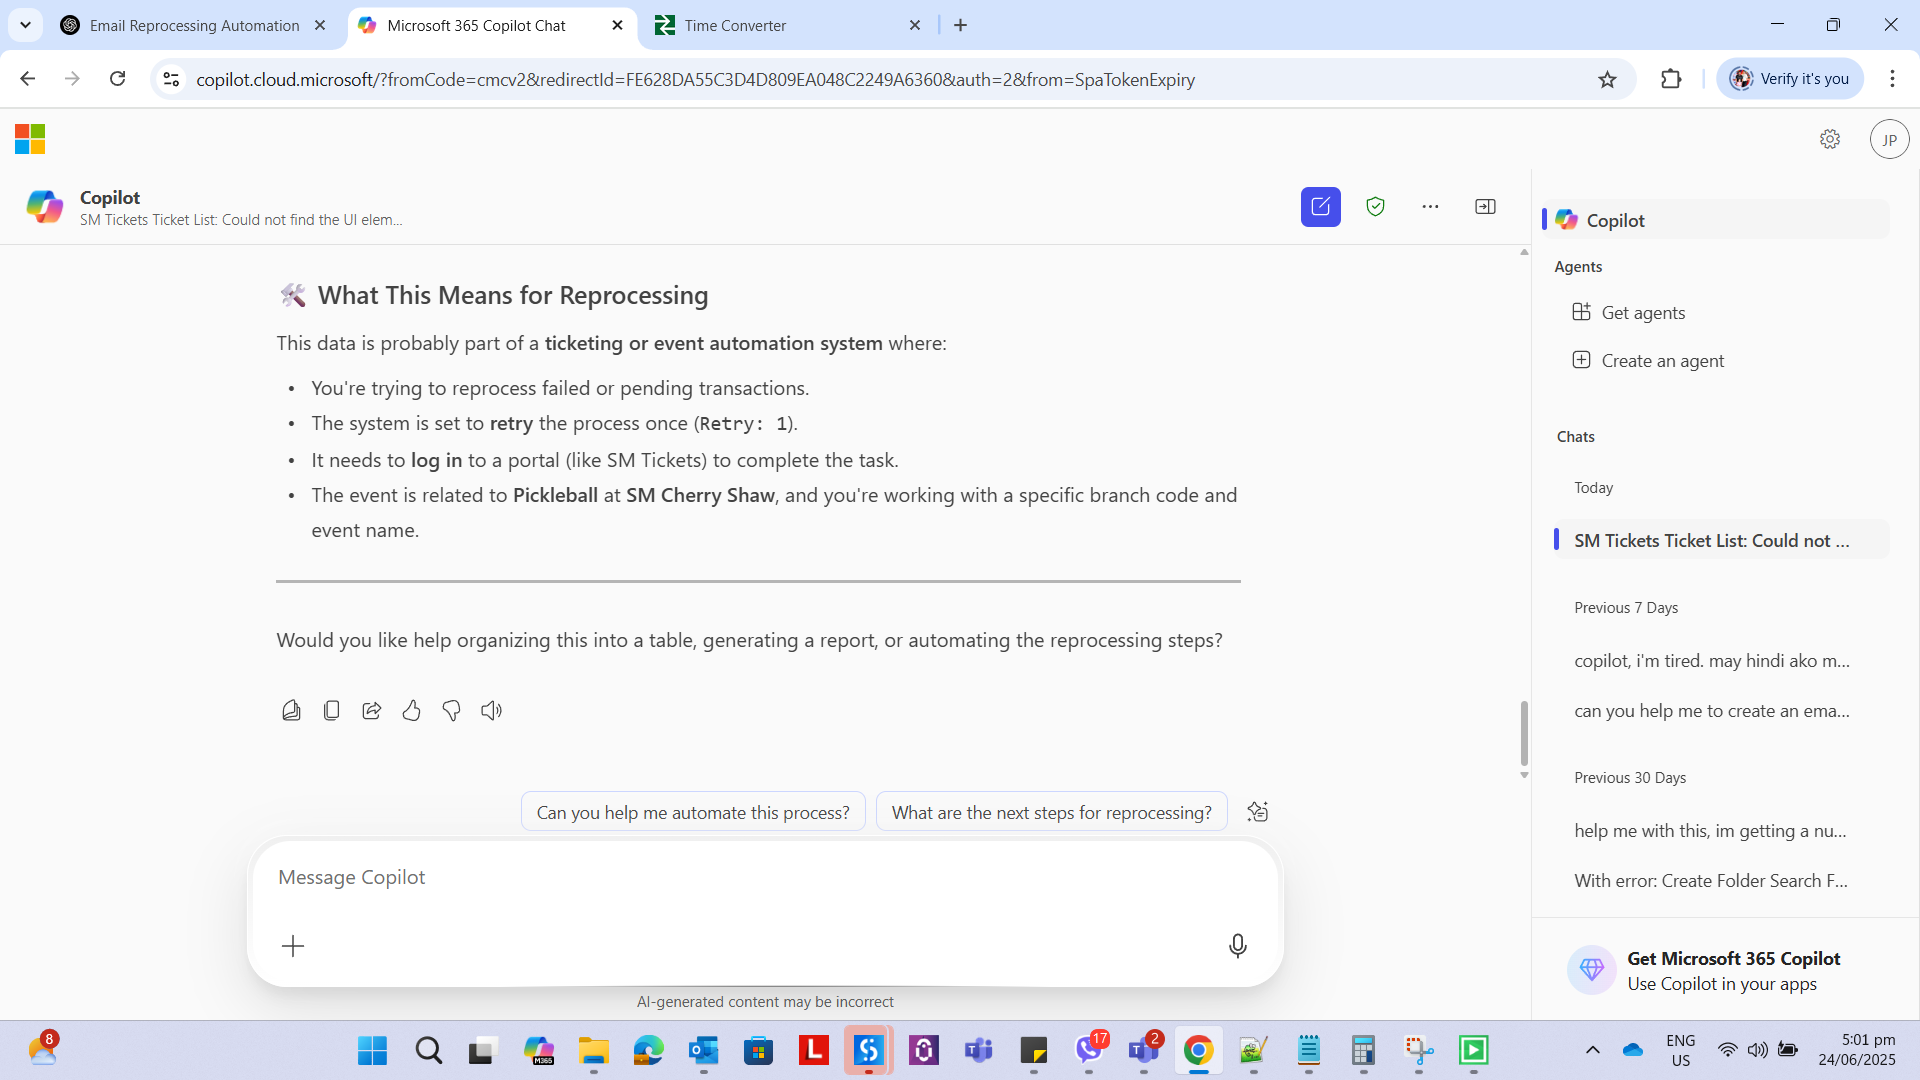 Email Reprocessing Automation
Microsoft 365 Copilot Chat
Time Converter
copilot.cloud.microsoft/?fromCode=cmcv2&redirectId=FE628DA55C3D4D809EA048C2249A6360&auth=2&from=SpaTokenExpiry
Verify it's you
JP
Copilot
SM Tickets Ticket List: Could not find the UI elem...
🛠️ What This Means for Reprocessing
This data is probably part of a ticketing or event automation system where:
• You're trying to reprocess failed or pending transactions.
• The system is set to retry the process once (Retry: 1).
• It needs to log in to a portal (like SM Tickets) to complete the task.
• The event is related to Pickleball at SM Cherry Shaw, and you're working with a specific branch code and
event name.
Would you like help organizing this into a table, generating a report, or automating the reprocessing steps?
Can you help me automate this process?
What are the next steps for reprocessing?
Message Copilot
AI-generated content may be incorrect
Copilot
Agents
Get agents
Create an agent
Chats
Today
SM Tickets Ticket List: Could not ...
Previous 7 Days
copilot, i'm tired. may hindi ako m...
can you help me to create an ema...
Previous 30 Days
help me with this, im getting a nu...
With error: Create Folder Search F...
Get Microsoft 365 Copilot
Use Copilot in your apps
8
M365
L
17
2
ENG
US
5:01 pm
24/06/2025